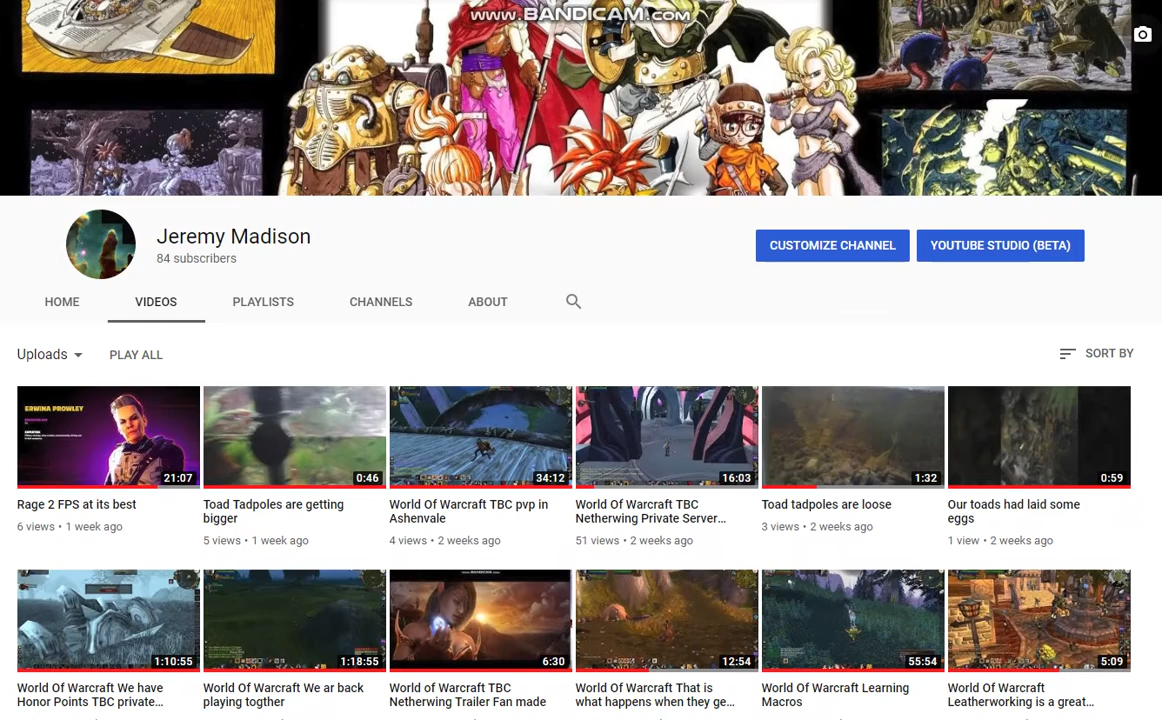 www.BANDICAM.com
Jeremy Madison
84 subscribers
CUSTOMIZE CHANNEL
YOUTUBE STUDIO (BETA)
HOME
VIDEOS
PLAYLISTS
CHANNELS
ABOUT
Uploads
PLAY ALL
SORT BY
ERWINA PROWLEY
21:07
0:46
34:12
16:03
1:32
0:59
Rage 2 FPS at its best
6 views • 1 week ago
Toad Tadpoles are getting
bigger
5 views • 1 week ago
World Of Warcraft TBC pvp in
Ashenvale
4 views • 2 weeks ago
World Of Warcraft TBC
Netherwing Private Server...
51 views • 2 weeks ago
Toad tadpoles are loose
3 views • 2 weeks ago
Our toads had laid some
eggs
1 view • 2 weeks ago
1:10:55
1:18:55
6:30
12:54
55:54
5:09
World Of Warcraft We have
Honor Points TBC private...
World Of Warcraft We ar back
playing togther
World Of Warcraft TBC
Netherwing Trailer Fan made
World Of Warcraft That is
what happens when they ge...
World Of Warcraft Learning
Macros
World Of Warcraft
Leatherworking is a great...